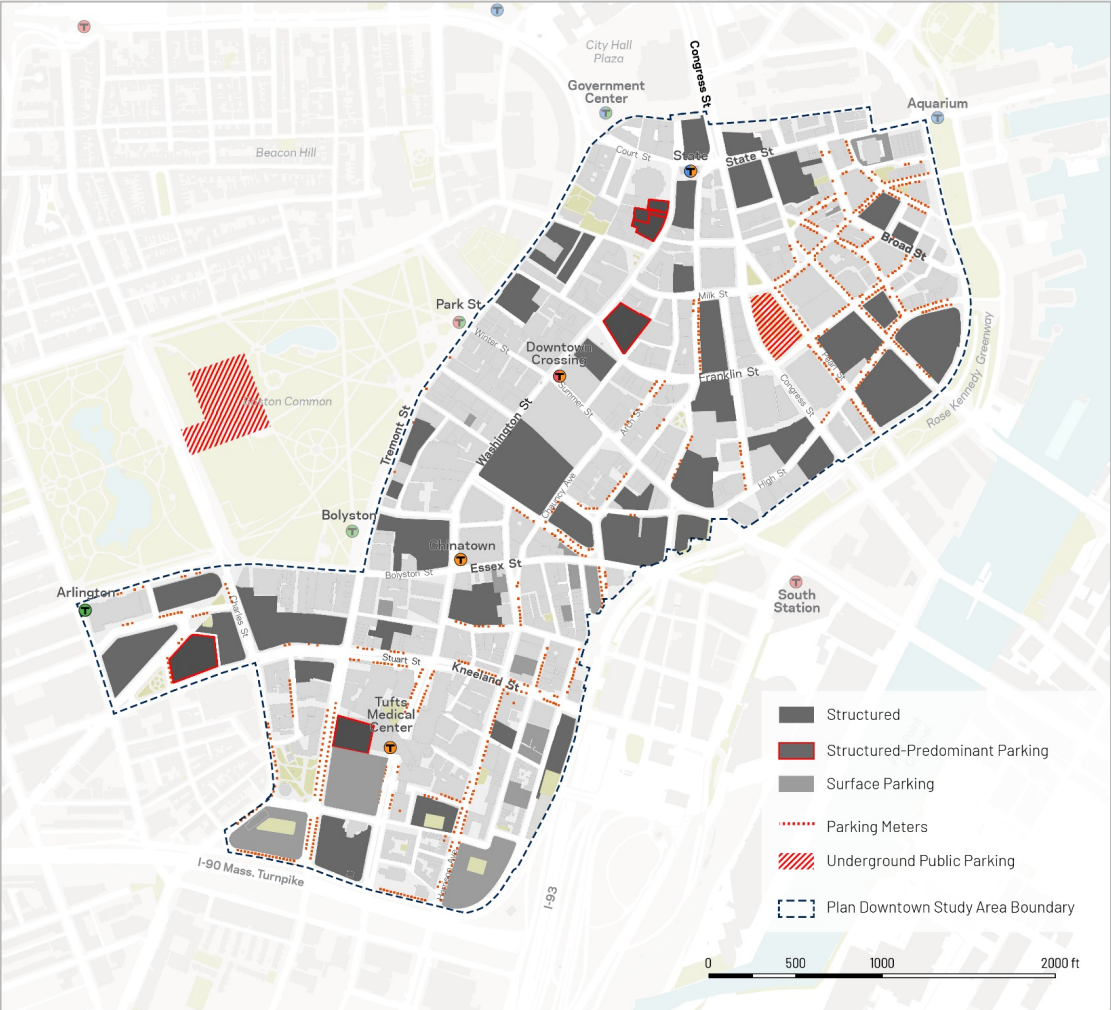 City Hall
Plaza
Congress St
Government
Center
Aquarium
Beacon Hill
Court St
State
State St
Broad St
Park St
Milk St
Winter St
Downtown
Crossing
Franklin St
Summer St
Pearl St
Congress St
Rose Kennedy Greenway
Common
Tremont St
Washington St
Arch St
High St
Chauncy Ave
Bolyston
Chinatown
Essex St
Bolyston St
Arlington
Charles St
South
Station
Stuart St
Kneeland St
Tufts
Medical
Center
I-90 Mass. Turnpike
I-93
Structured
Structured-Predominant Parking
Surface Parking
Parking Meters
Underground Public Parking
Plan Downtown Study Area Boundary
0 500 1000 2000 ft
T
T
T
T
T
T
T
T
T
T
T